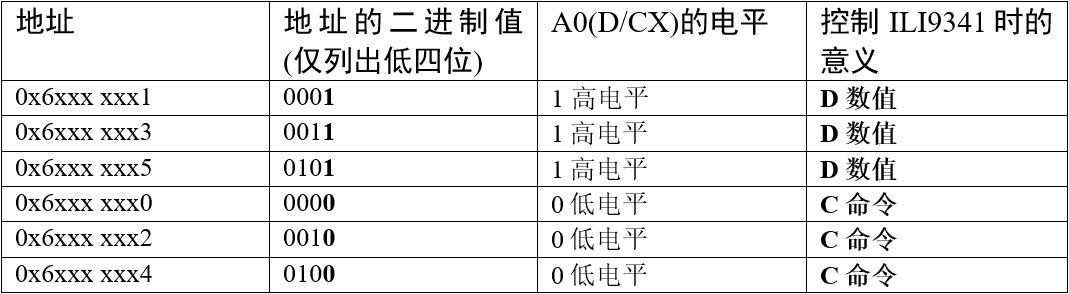 地址 地址的二进制值 A0(D/CX)的电平 控制 ILI9341 时的
(仅列出低四位) 意义
0x6xxx xxx1 0001 1 高电平 D 数值
0x6xxx xxx3 0011 1 高电平 D 数值
0x6xxx xxx5 0101 1 高电平 D 数值
0x6xxx xxx0 0000 0 低电平 C 命令
0x6xxx xxx2 0010 0 低电平 C 命令
0x6xxx xxx4 0100 0 低电平 C 命令